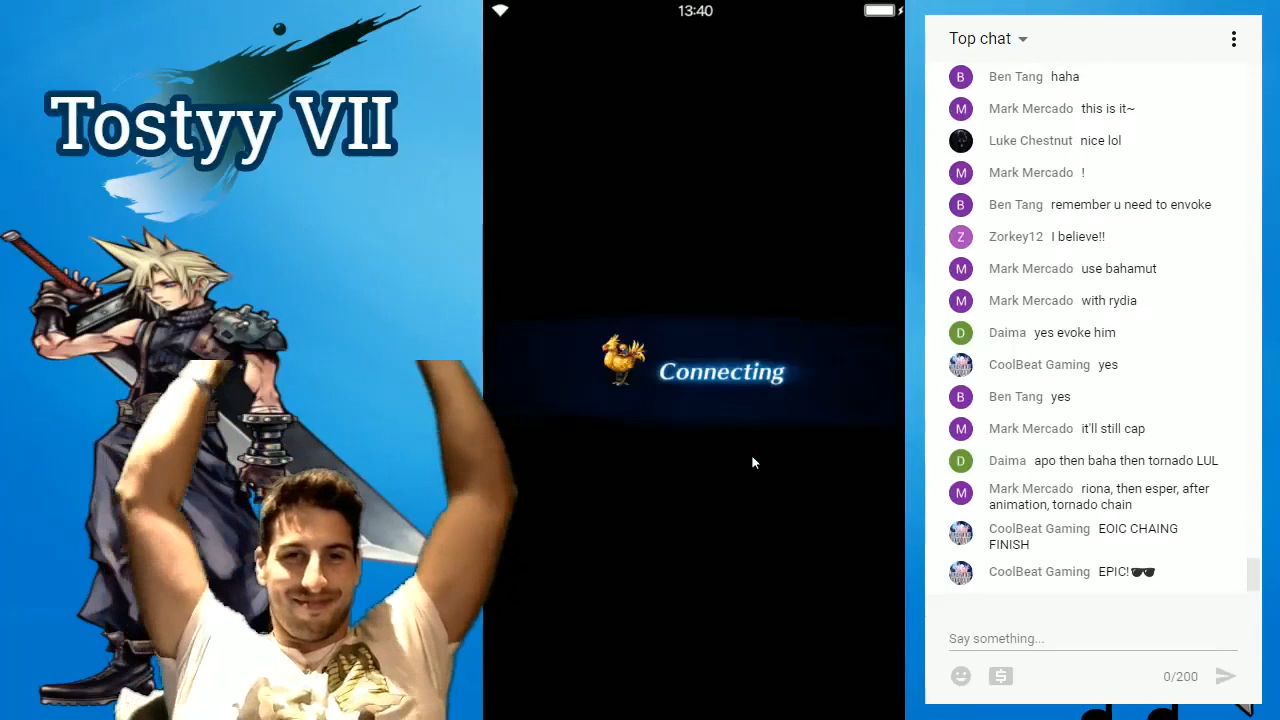 Tostyy VII
13:40
Connecting
Top chat
Ben Tang haha
Mark Mercado this is it~
Luke Chestnut nice lol
Mark Mercado !
Ben Tang remember u need to envoke
Zorkey12 I believe!!
Mark Mercado use bahamut
Mark Mercado with rydia
Daima yes evoke him
CoolBeat Gaming yes
Ben Tang yes
Mark Mercado it'll still cap
Daima apo then baha then tornado LUL
Mark Mercado riona, then esper, after
animation, tornado chain
CoolBeat Gaming EOIC CHAING
FINISH
CoolBeat Gaming EPIC!🕶️
Say something...
0/200